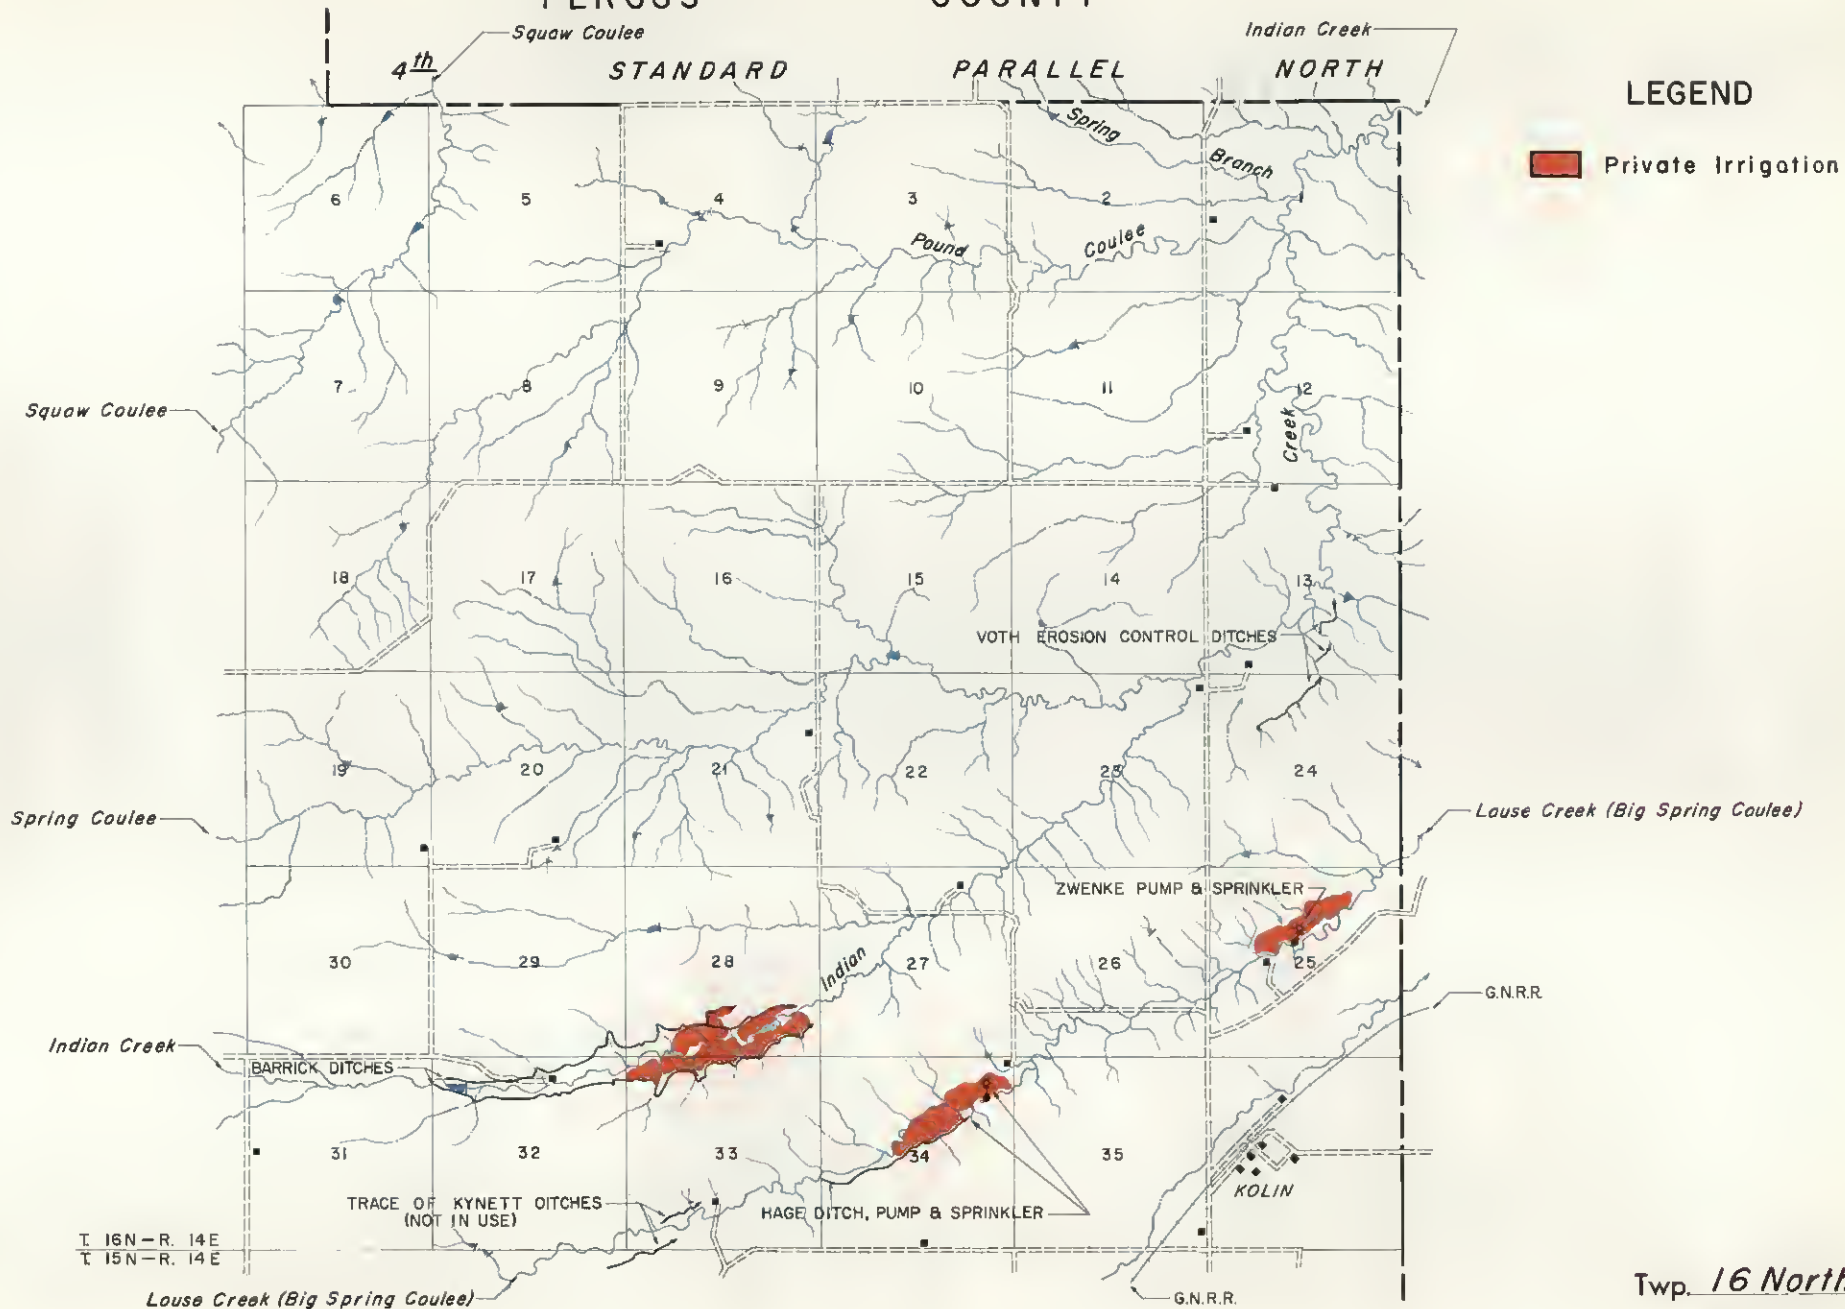 FERGUS COUNTY
Squaw Coulee
Indian Creek
4th STANDARD PARALLEL NORTH
LEGEND
Private Irrigation
Spring
Branch
6 5 4 3 2 1
Pound Coulee
7 8 9 10 11 12
Squaw Coulee
Creek
18 17 16 15 14 13
VOTH EROSION CONTROL DITCHES
19 20 21 22 23 24
Spring Coulee
Louse Creek (Big Spring Coulee)
ZWENKE PUMP & SPRINKLER
30 29 28 27 26 25
Indian
G.N.R.R.
Indian Creek
BARRICK DITCHES
31 32 33 34 35
KOLIN
TRACE OF KYNETT DITCHES
(NOT IN USE)
HAGE DITCH, PUMP & SPRINKLER
T. 16N-R. 14E
T. 15N-R. 14E
Louse Creek (Big Spring Coulee)
G.N.R.R.
Twp. 16 North